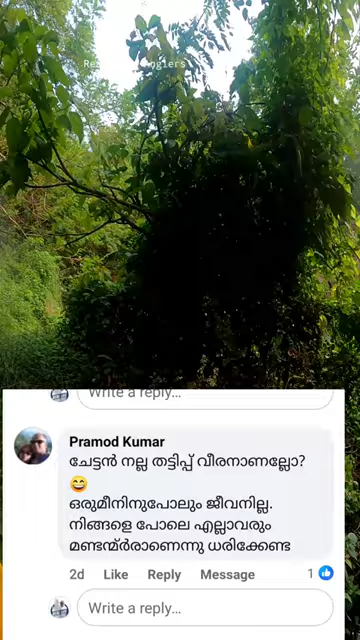 Write a reply...
Pramod Kumar
ചേട്ടൻ നല്ല തട്ടിപ്പ് വീരനാണല്ലോ?
😄
ഒരുമീനിനുപോലും ജീവനില്ല.
നിങ്ങളെ പോലെ എല്ലാവരും
മണ്ടന്മ്ർരാണെന്നു ധരിക്കേണ്ട
2d Like Reply Message 1
Write a reply...